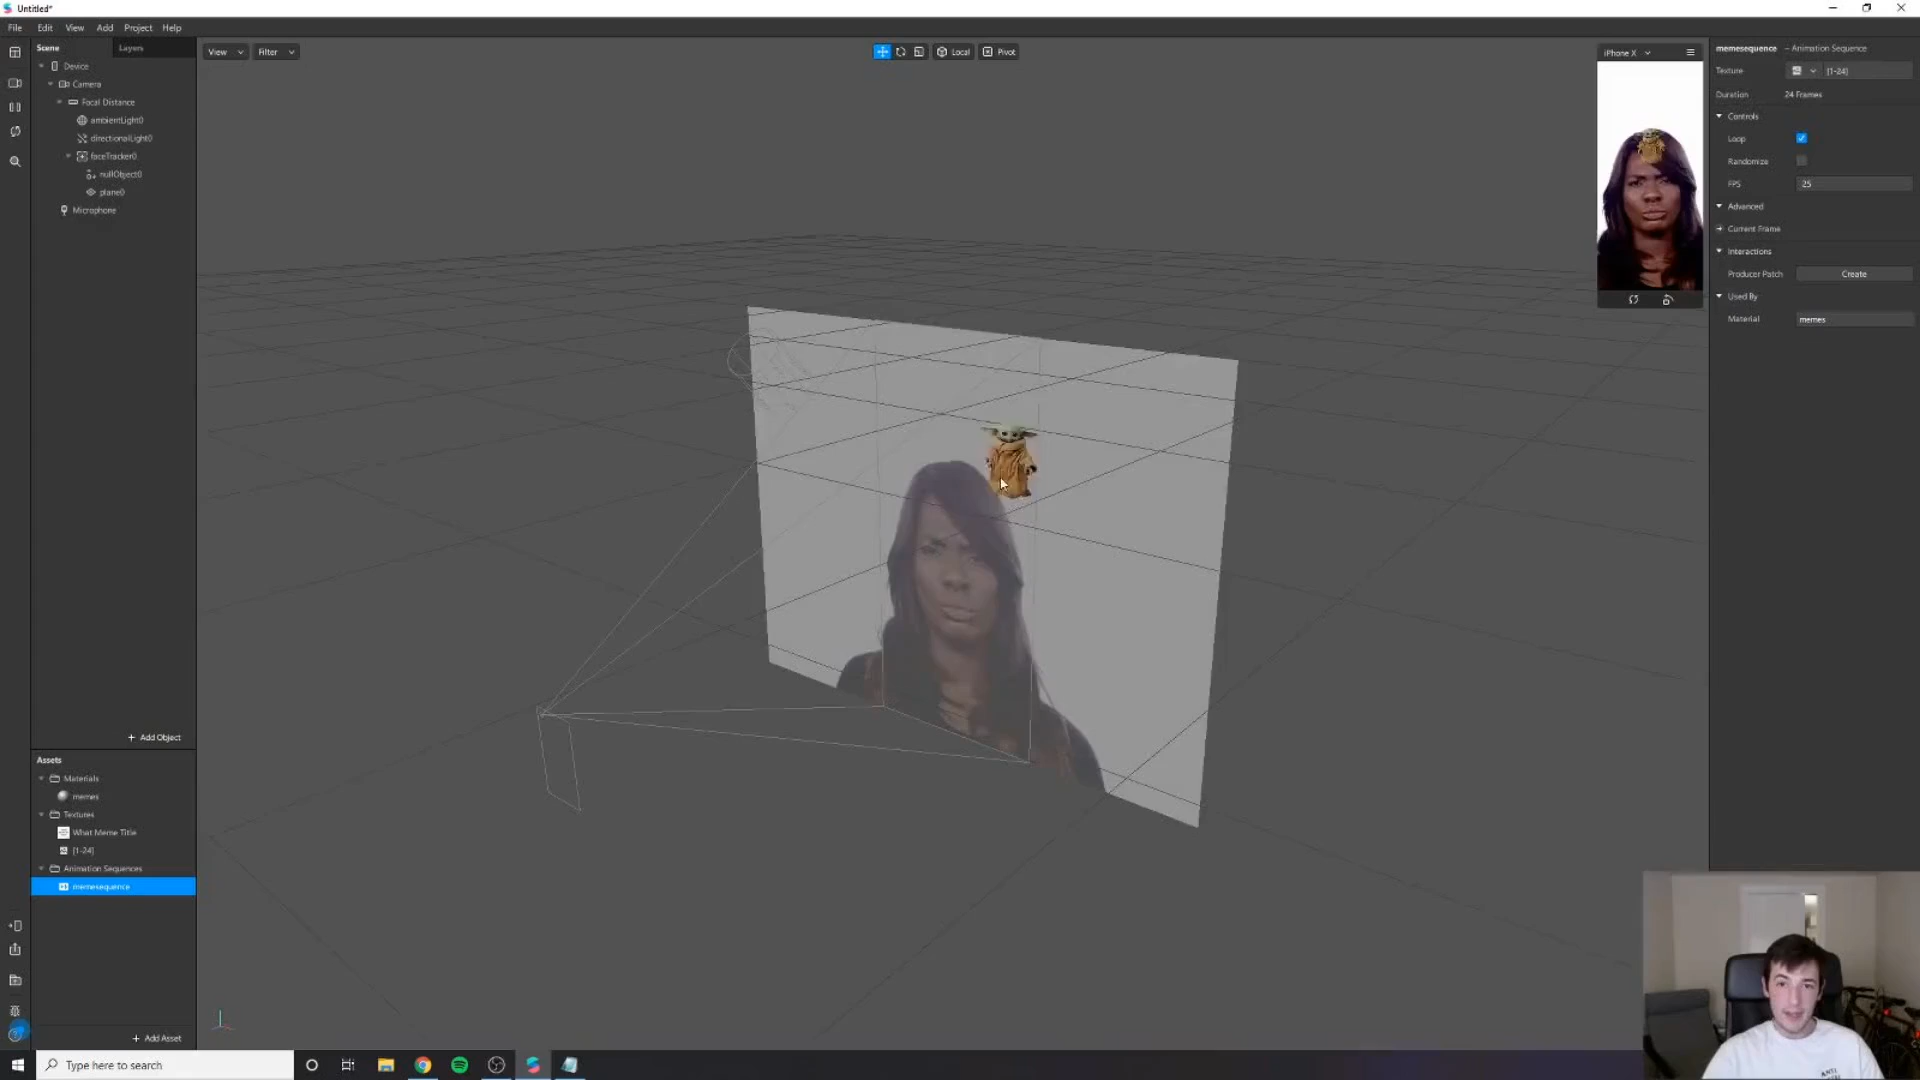 Untitled*
File Edit View Add Project Help
Scene Layers
Device
Camera
Focal Distance
ambientLight0
directionalLight0
faceTracker0
nullObject0
plane0
Microphone
+ Add Object
Assets
Materials
memes
Textures
What Meme Title
[1-24]
Animation Sequences
memesequence
+ Add Asset
View Filter
Local Pivot
iPhone X
memesequence – Animation Sequence
Texture [1-24]
Duration 24 Frames
Controls
Loop
Randomize
FPS 25
Advanced
Current Frame
Interactions
Producer Patch Create
Used By
Material memes
Type here to search